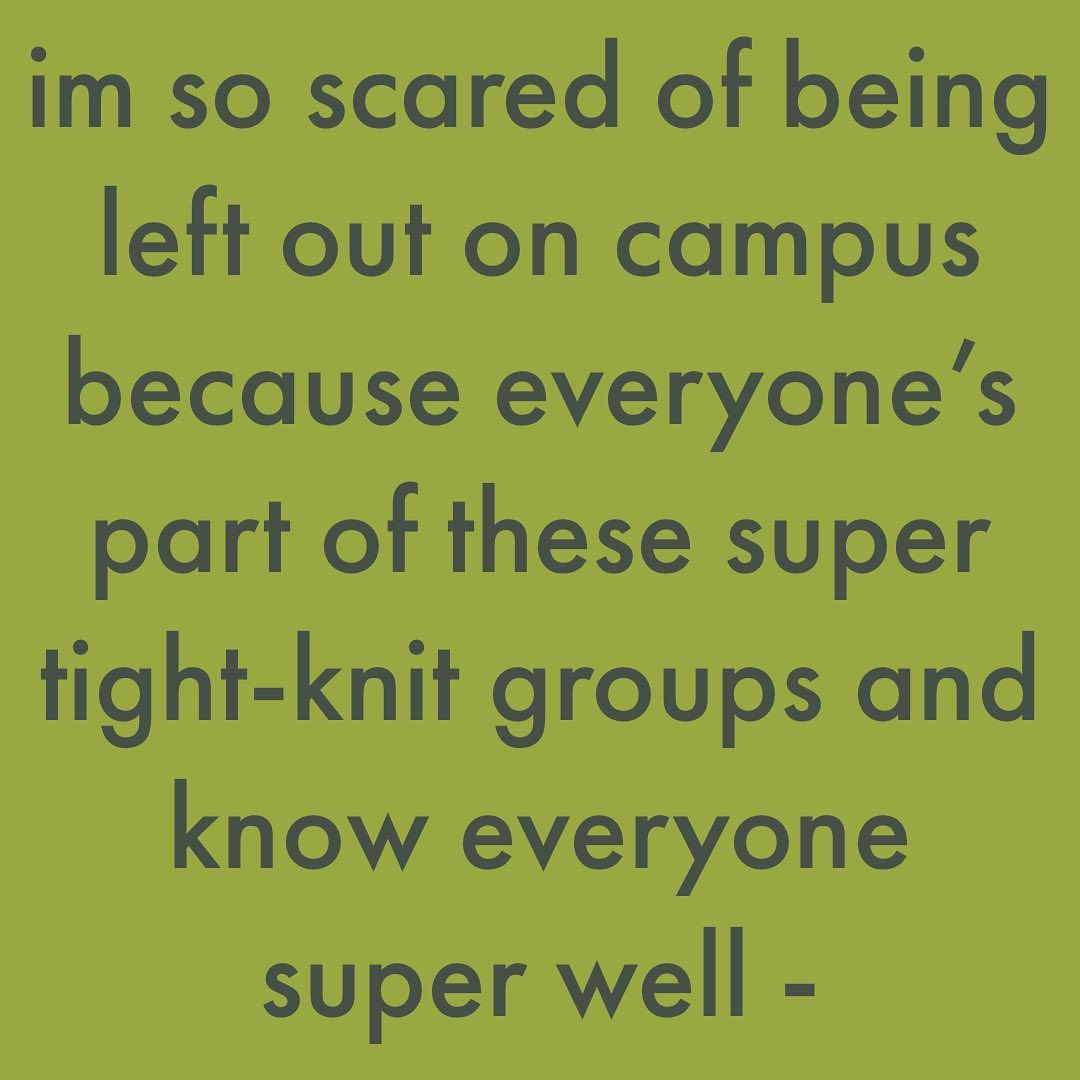 im so scared of being
left out on campus
because everyone’s
part of these super
tight-knit groups and
know everyone
super well -